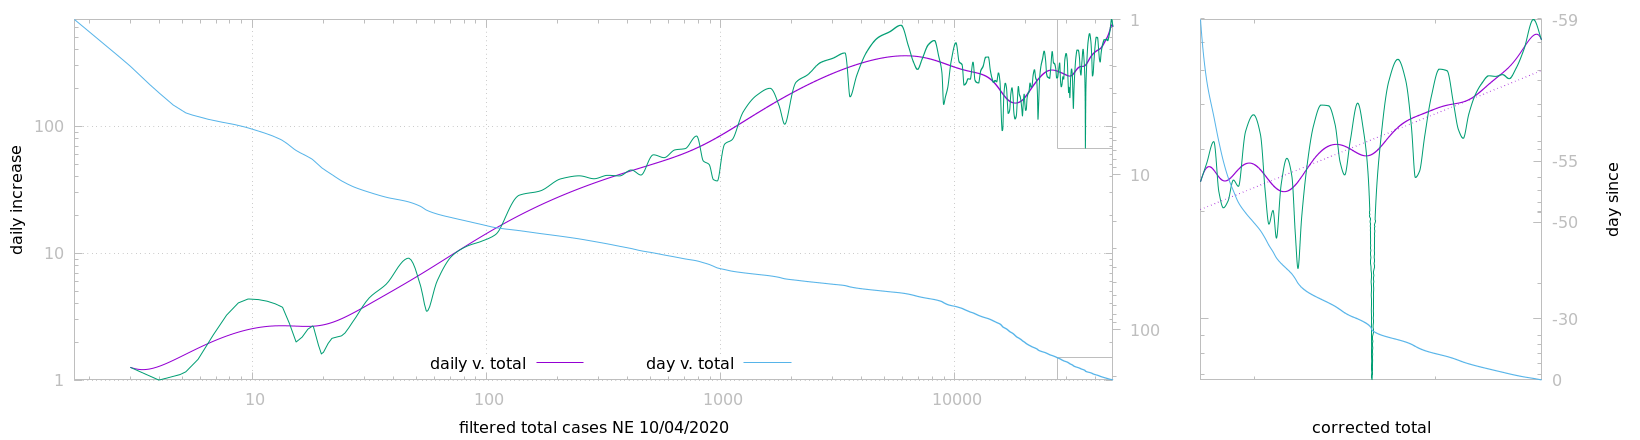 daily increase
100
10
1
10
100
1000
10000
filtered total cases NE 10/04/2020
daily v. total
day v. total
1
10
100
-59
-55
-50
-30
0
day since
corrected total